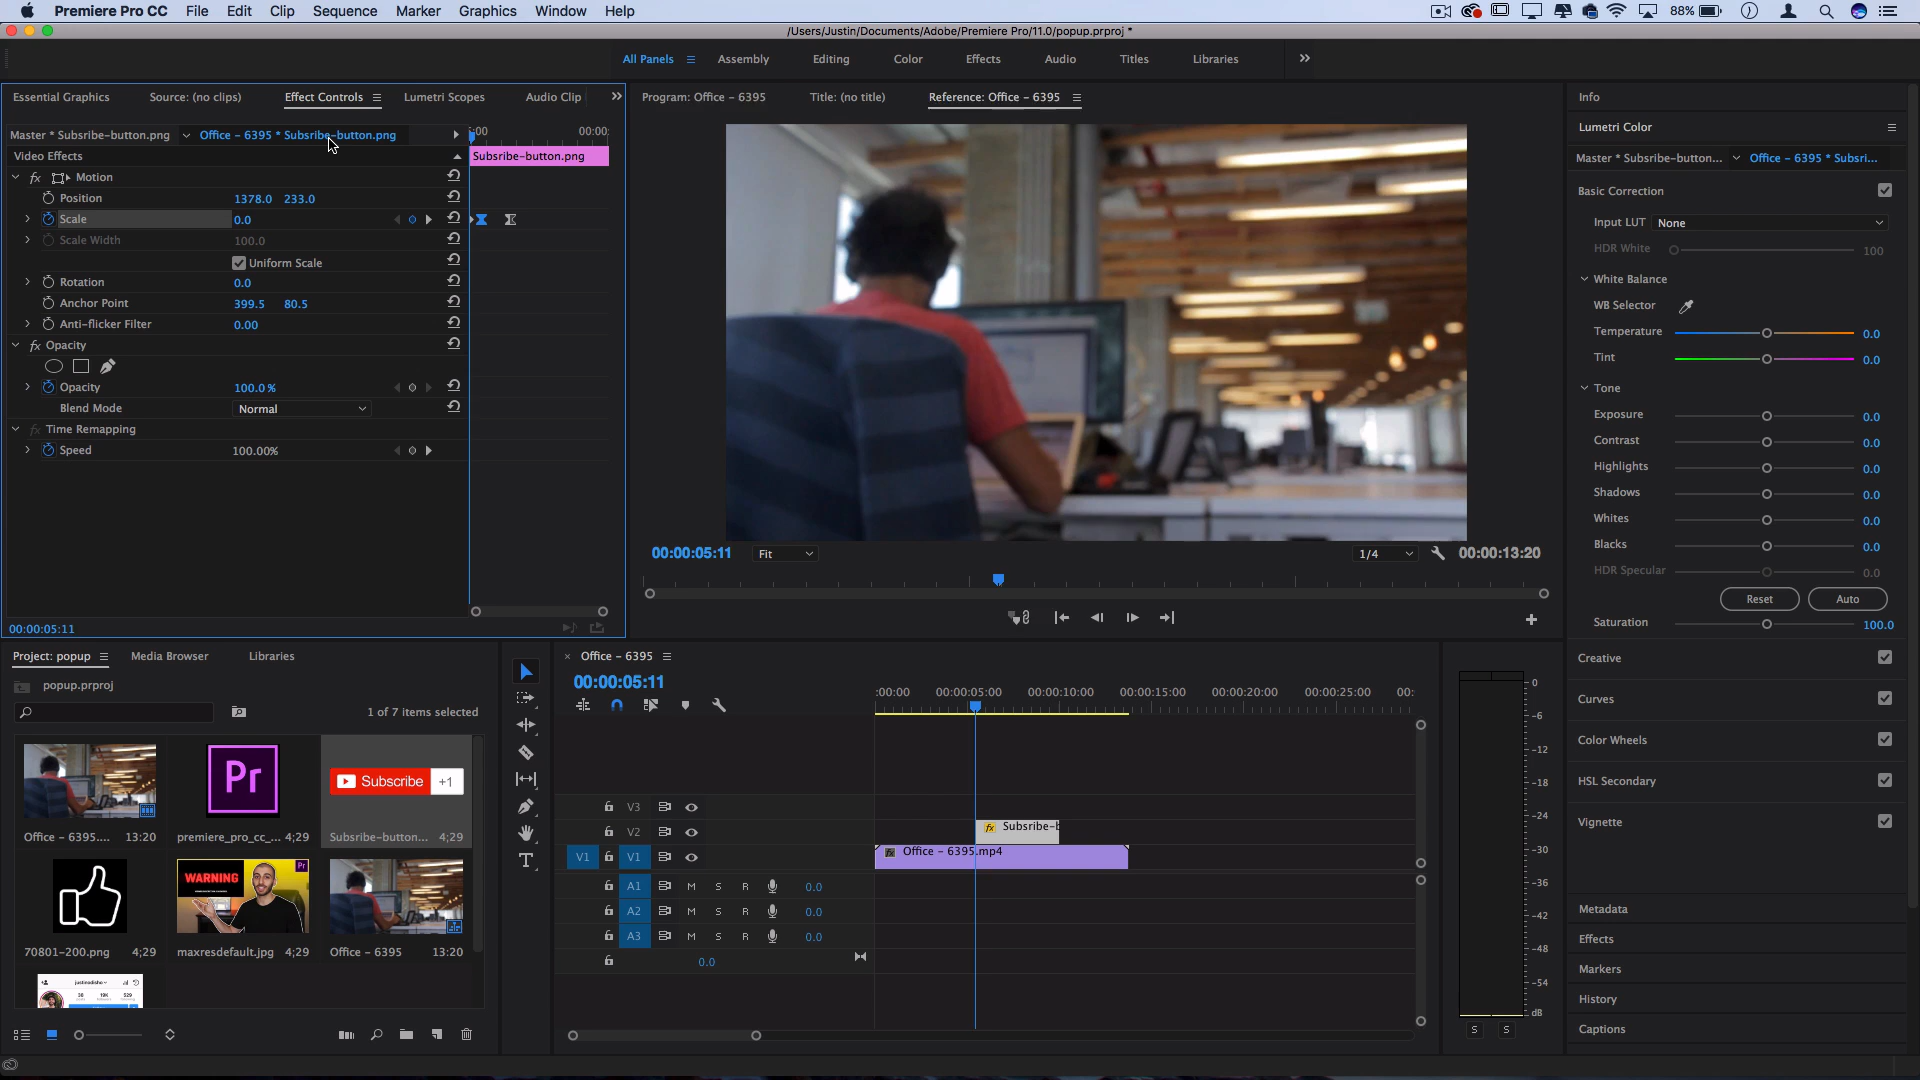 Premiere Pro CC File Edit Clip Sequence Marker Graphics Window Help 88%
/Users/Justin/Documents/Adobe/Premiere Pro/11.0/popup.prproj *
All Panels Assembly Editing Color Effects Audio Titles Libraries
Essential Graphics Source: (no clips) Effect Controls Lumetri Scopes Audio Clip
Master * Subsribe-button.png Office - 6395 * Subsribe-button.png
:00 00:00:
Video Effects
Subsribe-button.png
fx Motion
Position 1378.0 233.0
Scale 0.0
Scale Width 100.0
Uniform Scale
Rotation 0.0
Anchor Point 399.5 80.5
Anti-flicker Filter 0.00
fx Opacity
Opacity 100.0 %
Blend Mode Normal
fx Time Remapping
Speed 100.00%
00:00:05:11
Program: Office - 6395 Title: (no title) Reference: Office - 6395
00:00:05:11 Fit 1/4 00:00:13:20
Info
Lumetri Color
Master * Subsribe-button... Office - 6395 * Subsri...
Basic Correction
Input LUT None
HDR White 100
White Balance
WB Selector
Temperature 0.0
Tint 0.0
Tone
Exposure 0.0
Contrast 0.0
Highlights 0.0
Shadows 0.0
Whites 0.0
Blacks 0.0
HDR Specular 0.0
Reset Auto
Saturation 100.0
Creative
Curves
Color Wheels
HSL Secondary
Vignette
Metadata
Effects
Markers
History
Captions
Project: popup Media Browser Libraries
popup.prproj
1 of 7 items selected
Pr
Subscribe +1
Office - 6395.... 13:20
premiere_pro_cc_... 4;29
Subsribe-button... 4;29
WARNING
Pr
70801-200.png 4;29
maxresdefault.jpg 4;29
Office - 6395 13:20
Office - 6395
00:00:05:11
:00:00 00:00:05:00 00:00:10:00 00:00:15:00 00:00:20:00 00:00:25:00 00:
V3
V2
fx Subsribe-b
V1 V1
Office - 6395.mp4
A1 M S R 0.0
A2 M S R 0.0
A3 M S R 0.0
0.0
0
-6
-12
-18
-24
-30
-36
-42
-48
-54
dB
S S